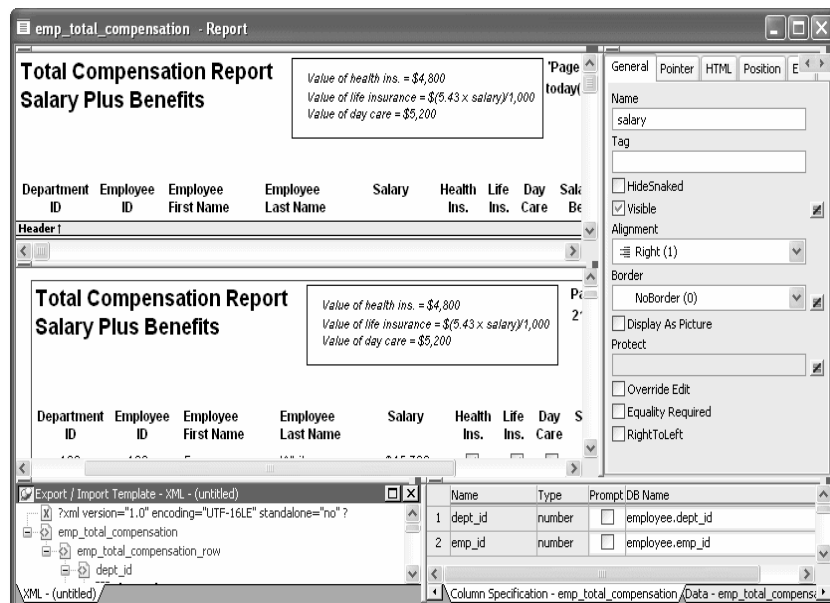 emp_total_compensation - Report
Total Compensation Report
Salary Plus Benefits
Value of health ins. = $4,800
Value of life insurance = $(5.43 x salary)/1,000
Value of day care = $5,200
'Page
today(
Department Employee Employee Employee Salary Health Life Day Sala
ID ID First Name Last Name Ins. Ins. Care Be
Header ↑
Total Compensation Report
Salary Plus Benefits
Value of health ins. = $4,800
Value of life insurance = $(5.43 x salary)/1,000
Value of day care = $5,200
Pa
21
Department Employee Employee Employee Salary Health Life Day S
ID ID First Name Last Name Ins. Ins. Care
General Pointer HTML Position E
Name
salary
Tag
HideSnaked
Visible
Alignment
Right (1)
Border
NoBorder (0)
Display As Picture
Protect
Override Edit
Equality Required
RightToLeft
Export / Import Template - XML - (untitled)
?xml version="1.0" encoding="UTF-16LE" standalone="no" ?
emp_total_compensation
emp_total_compensation_row
dept_id
XML - (untitled)
Name Type Prompt DB Name
1 dept_id number employee.dept_id
2 emp_id number employee.emp_id
Column Specification - emp_total_compensation Data - emp_total_compensa